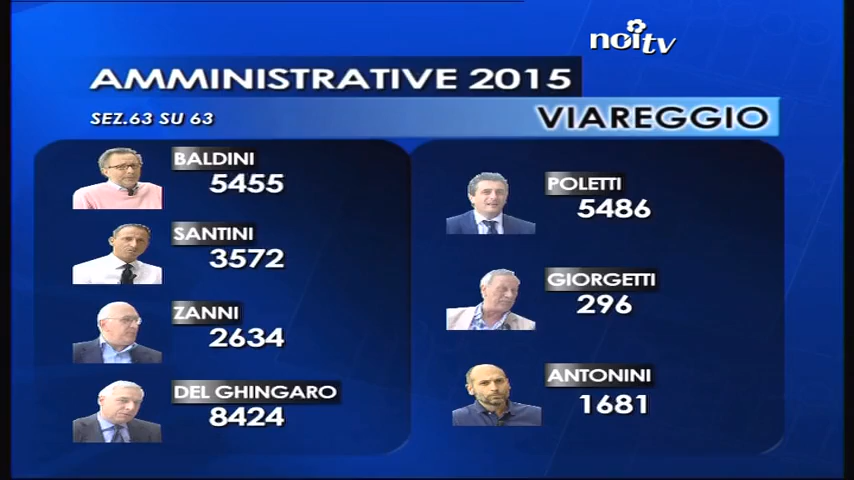 noitv
AMMINISTRATIVE 2015
SEZ.63 SU 63
VIAREGGIO
BALDINI
5455
SANTINI
3572
ZANNI
2634
DEL GHINGARO
8424
POLETTI
5486
GIORGETTI
296
ANTONINI
1681